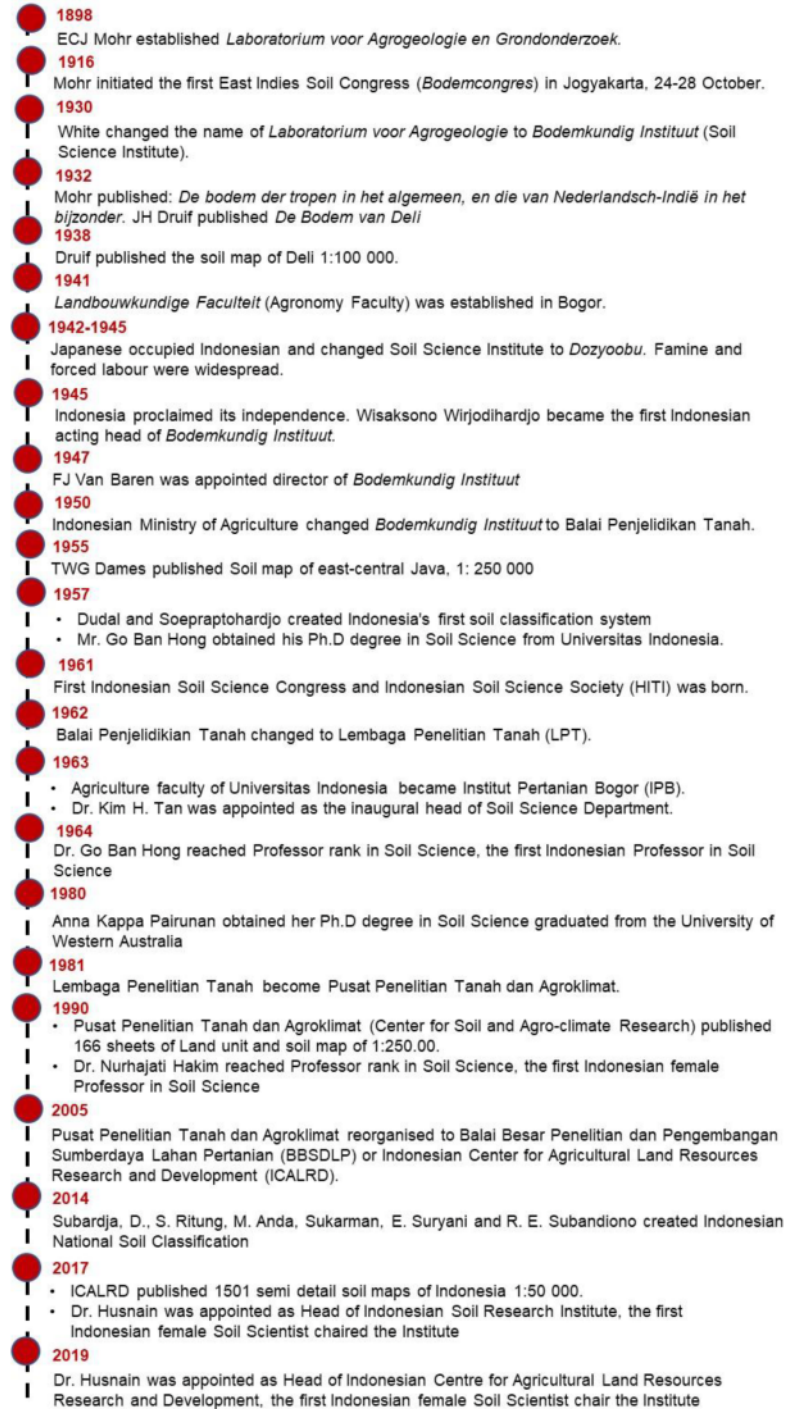 1898
ECJ Mohr established Laboratorium voor Agrogeologie en Grondonderzoek.
1916
Mohr initiated the first East Indies Soil Congress (Bodemcongres) in Jogyakarta, 24-28 October.
1930
White changed the name of Laboratorium voor Agrogeologie to Bodemkundig Instituut (Soil
Science Institute).
1932
Mohr published: De bodem der tropen in het algemeen, en die van Nederlandsch-Indië in het
bijzonder. JH Druif published De Bodem van Deli
1938
Druif published the soil map of Deli 1:100 000.
1941
Landbouwkundige Faculteit (Agronomy Faculty) was established in Bogor.
1942-1945
Japanese occupied Indonesian and changed Soil Science Institute to Dozyoobu. Famine and
forced labour were widespread.
1945
Indonesia proclaimed its independence. Wisaksono Wirjodihardjo became the first Indonesian
acting head of Bodemkundig Instituut.
1947
FJ Van Baren was appointed director of Bodemkundig Instituut
1950
Indonesian Ministry of Agriculture changed Bodemkundig Instituut to Balai Penjelidikan Tanah.
1955
TWG Dames published Soil map of east-central Java, 1: 250 000
1957
• Dudal and Soepraptohardjo created Indonesia's first soil classification system
• Mr. Go Ban Hong obtained his Ph.D degree in Soil Science from Universitas Indonesia.
1961
First Indonesian Soil Science Congress and Indonesian Soil Science Society (HITI) was born.
1962
Balai Penjelidikian Tanah changed to Lembaga Penelitian Tanah (LPT).
1963
• Agriculture faculty of Universitas Indonesia became Institut Pertanian Bogor (IPB).
• Dr. Kim H. Tan was appointed as the inaugural head of Soil Science Department.
1964
Dr. Go Ban Hong reached Professor rank in Soil Science, the first Indonesian Professor in Soil
Science
1980
Anna Kappa Pairunan obtained her Ph.D degree in Soil Science graduated from the University of
Western Australia
1981
Lembaga Penelitian Tanah become Pusat Penelitian Tanah dan Agroklimat.
1990
• Pusat Penelitian Tanah dan Agroklimat (Center for Soil and Agro-climate Research) published
166 sheets of Land unit and soil map of 1:250.00.
• Dr. Nurhajati Hakim reached Professor rank in Soil Science, the first Indonesian female
Professor in Soil Science
2005
Pusat Penelitian Tanah dan Agroklimat reorganised to Balai Besar Penelitian dan Pengembangan
Sumberdaya Lahan Pertanian (BBSDLP) or Indonesian Center for Agricultural Land Resources
Research and Development (ICALRD).
2014
Subardja, D., S. Ritung, M. Anda, Sukarman, E. Suryani and R. E. Subandiono created Indonesian
National Soil Classification
2017
• ICALRD published 1501 semi detail soil maps of Indonesia 1:50 000.
• Dr. Husnain was appointed as Head of Indonesian Soil Research Institute, the first
Indonesian female Soil Scientist chaired the Institute
2019
Dr. Husnain was appointed as Head of Indonesian Centre for Agricultural Land Resources
Research and Development, the first Indonesian female Soil Scientist chair the Institute